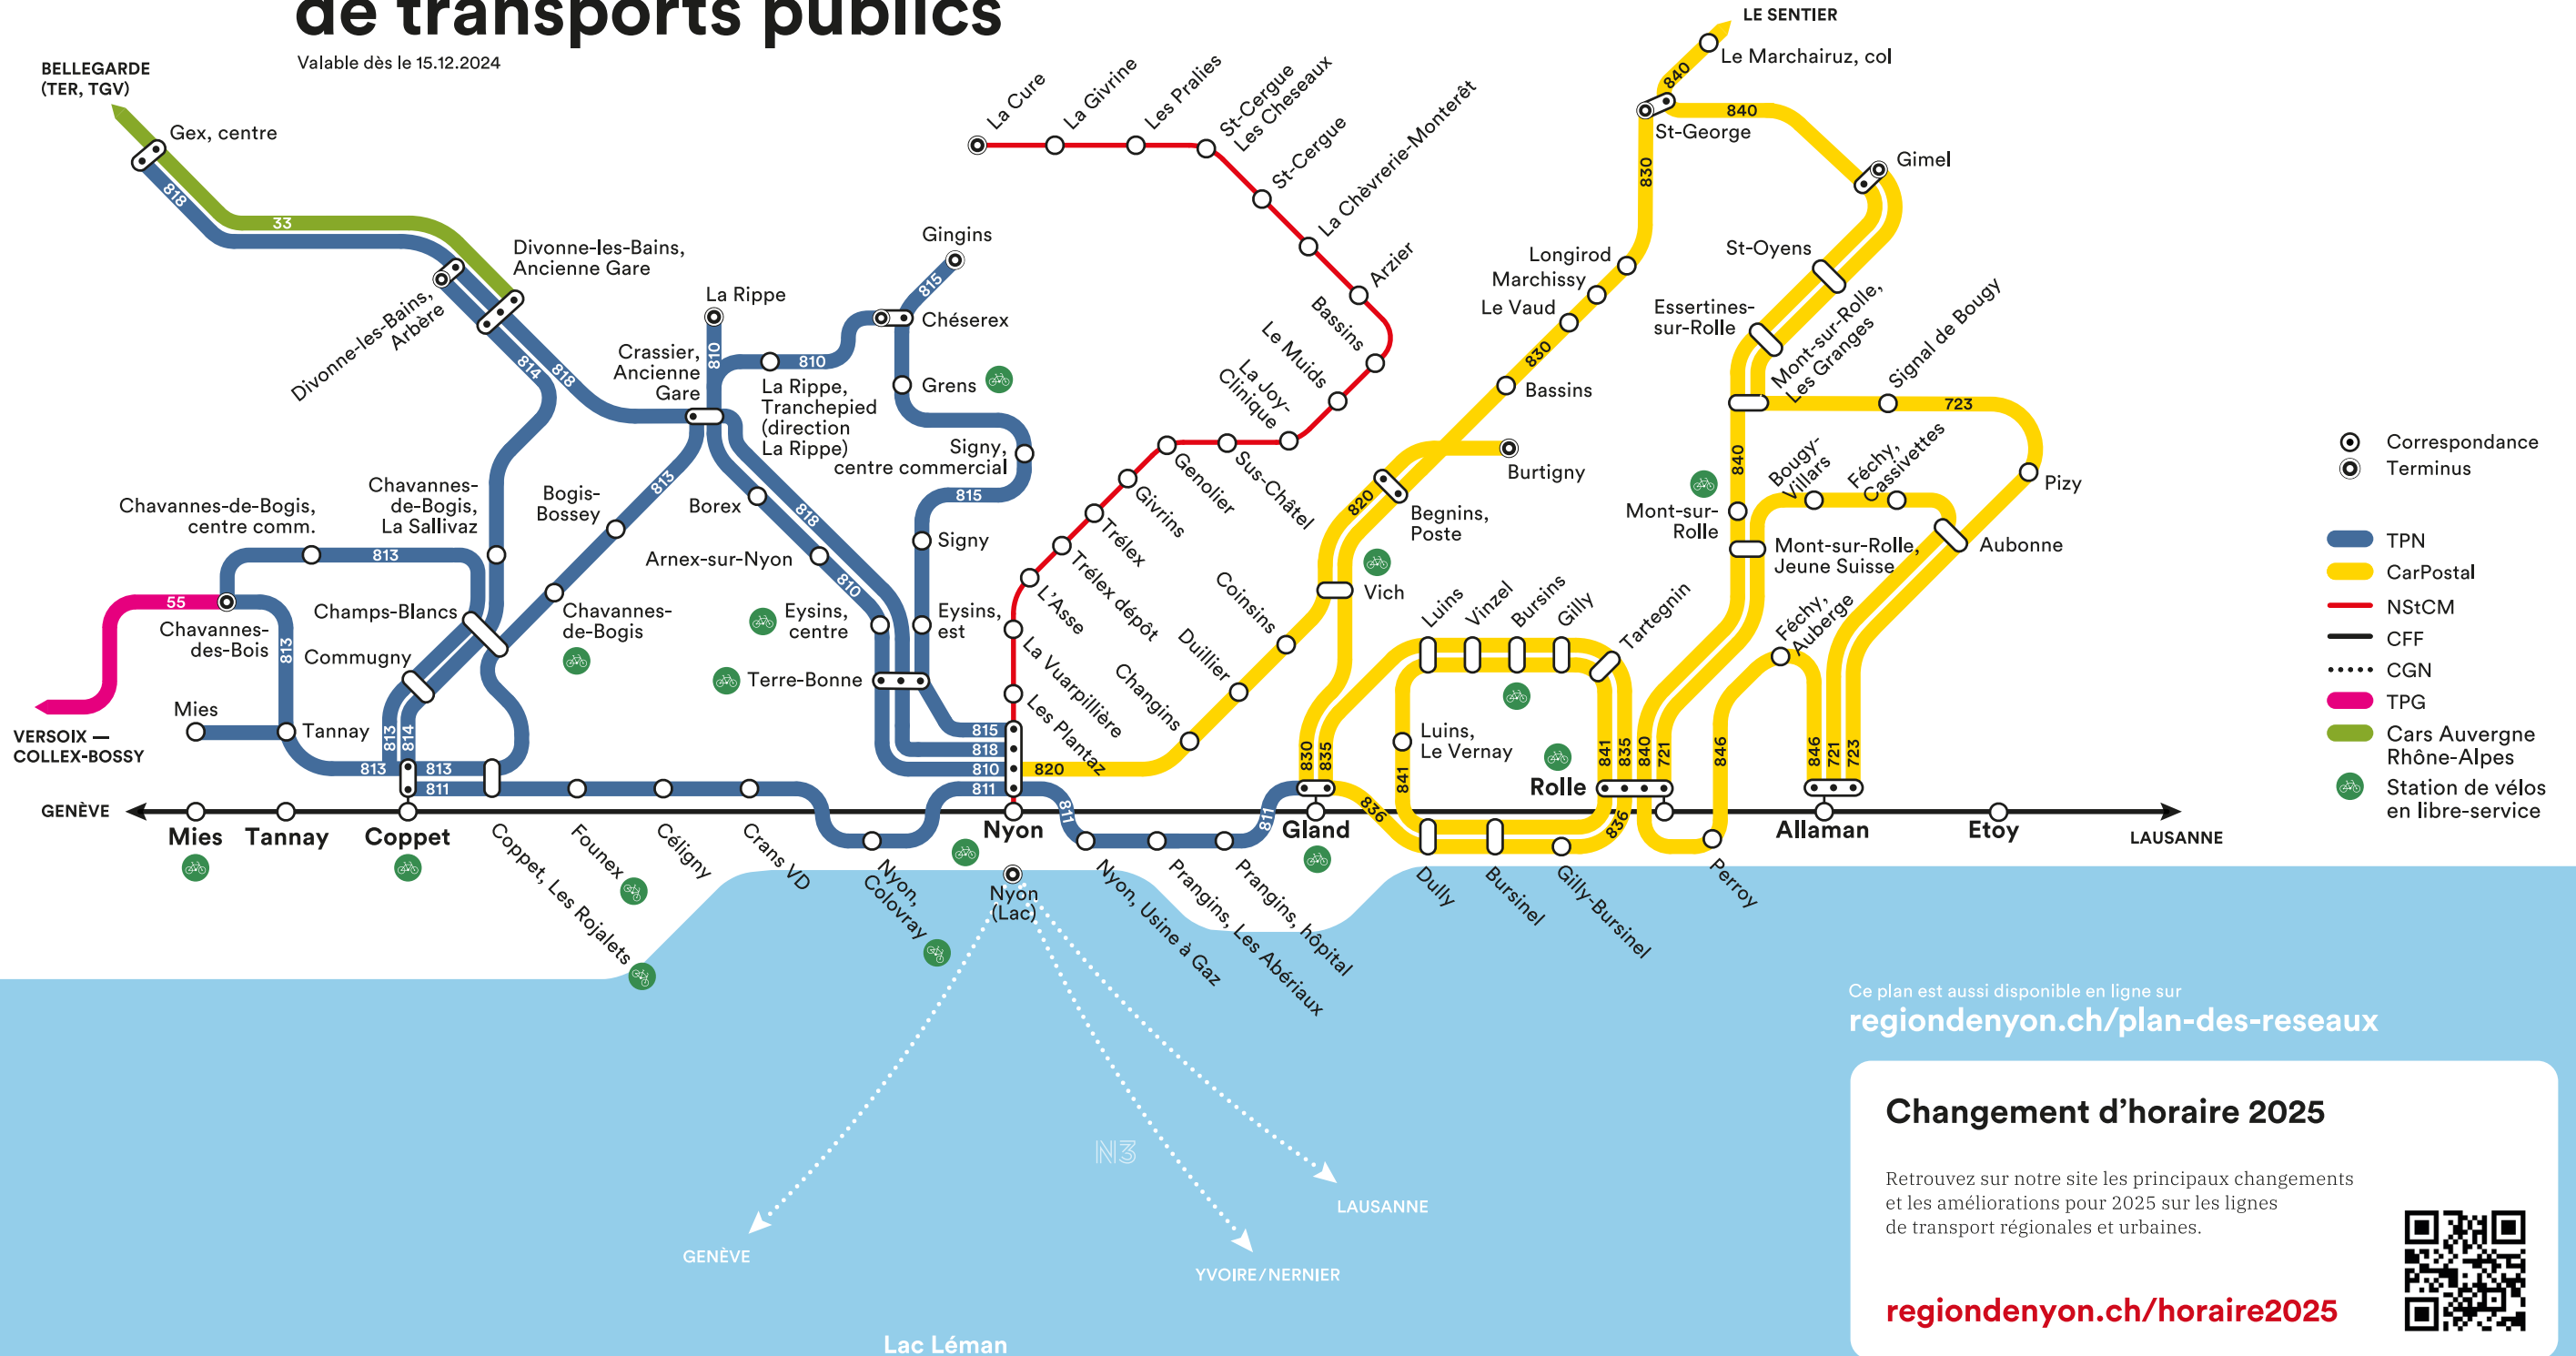 de transports publics
Valable dès le 15.12.2024
BELLEGARDE
(TER, TGV)
Gex, centre
818
33
Divonne-les-Bains,
Ancienne Gare
Divonne-les-Bains,
Arbère
814
818
La Rippe
810
Crassier,
Ancienne
Gare
810
La Rippe,
Tranchepied
(direction
La Rippe)
Gingins
815
Chéserex
Grens
Signy,
centre commercial
815
Signy
Eysins,
est
Eysins,
centre
Terre-Bonne
Borex
818
Arnex-sur-Nyon
810
813
Bogis-
Bossey
Chavannes-
de-Bogis
Chavannes-
de-Bogis,
La Sallivaz
Chavannes-de-Bogis,
centre comm.
813
Champs-Blancs
Commugny
55
Chavannes-
des-Bois
813
VERSOIX —
COLLEX-BOSSY
Mies
Tannay
813
814
813
813
811
815
818
810
811
820
La Cure
La Givrine
Les Pralies
St-Cergue
Les Cheseaux
St-Cergue
La Chèvrerie-Monterêt
Arzier
Bassins
Le Muids
La Joy-
Clinique
Sus-Châtel
Genolier
Givrins
Trélex
Trélex dépôt
L'Asse
La Vuarpillière
Les Plantaz
Changins
Duillier
Coinsins
Vich
820
Begnins,
Poste
Burtigny
Bassins
830
Le Vaud
Marchissy
Longirod
830
St-George
840
Le Marchairuz, col
LE SENTIER
840
Gimel
St-Oyens
Essertines-
sur-Rolle
Mont-sur-Rolle,
Les Granges
Signal de Bougy
723
Pizy
840
Mont-sur-
Rolle
Bougy-
Villars
Féchy,
Cassivettes
Mont-sur-Rolle,
Jeune Suisse
Aubonne
Féchy,
Auberge
Luins
Vinzel
Bursins
Gilly
Tartegnin
Luins,
Le Vernay
841
830
835
841
835
840
721
846
846
721
723
811
811
836
836
GENÈVE
Mies
Tannay
Coppet
Nyon
Gland
Rolle
Allaman
Etoy
LAUSANNE
Coppet, Les Rojalets
Founex
Céligny
Crans VD
Nyon,
Colovray
Nyon
(Lac)
Nyon, Usine à Gaz
Prangins, Les Abériaux
Prangins, hôpital
Dully
Bursinel
Gilly-Bursinel
Perroy
Correspondance
Terminus
TPN
CarPostal
NStCM
CFF
CGN
TPG
Cars Auvergne
Rhône-Alpes
Station de vélos
en libre-service
N3
GENÈVE
YVOIRE/NERNIER
LAUSANNE
Lac Léman
Ce plan est aussi disponible en ligne sur
regiondenyon.ch/plan-des-reseaux
Changement d’horaire 2025
Retrouvez sur notre site les principaux changements
et les améliorations pour 2025 sur les lignes
de transport régionales et urbaines.
regiondenyon.ch/horaire2025